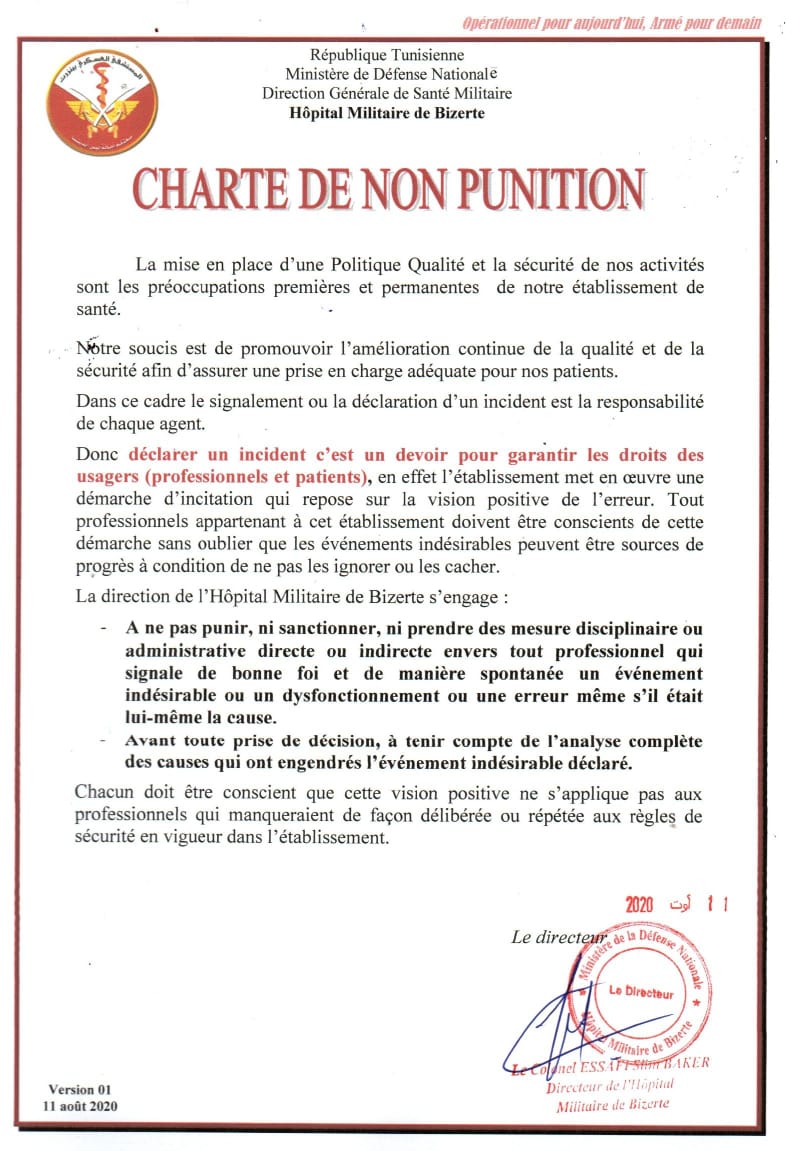 Opérationnel pour aujourd'hui, Armé pour demain
République Tunisienne
Ministère de Défense Nationale
Direction Générale de Santé Militaire
Hôpital Militaire de Bizerte
المستشفى العسكري ببنزرت
CHARTE DE NON PUNITION
La mise en place d'une Politique Qualité et la sécurité de nos activités
sont les préoccupations premières et permanentes de notre établissement de
santé.
Notre soucis est de promouvoir l'amélioration continue de la qualité et de la
sécurité afin d'assurer une prise en charge adéquate pour nos patients.
Dans ce cadre le signalement ou la déclaration d'un incident est la responsabilité
de chaque agent.
Donc déclarer un incident c'est un devoir pour garantir les droits des
usagers (professionnels et patients), en effet l'établissement met en œuvre une
démarche d'incitation qui repose sur la vision positive de l'erreur. Tout
professionnels appartenant à cet établissement doivent être conscients de cette
démarche sans oublier que les événements indésirables peuvent être sources de
progrès à condition de ne pas les ignorer ou les cacher.
La direction de l'Hôpital Militaire de Bizerte s'engage :
- A ne pas punir, ni sanctionner, ni prendre des mesure disciplinaire ou
administrative directe ou indirecte envers tout professionnel qui
signale de bonne foi et de manière spontanée un événement
indésirable ou un dysfonctionnement ou une erreur même s'il était
lui-même la cause.
- Avant toute prise de décision, à tenir compte de l'analyse complète
des causes qui ont engendrés l'événement indésirable déclaré.
Chacun doit être conscient que cette vision positive ne s'applique pas aux
professionnels qui manqueraient de façon délibérée ou répétée aux règles de
sécurité en vigueur dans l'établissement.
11 أوت 2020
Le directeur
Ministère de la Défense Nationale
Le Directeur
Hôpital Militaire de Bizerte
Le Colonel ESSAFI Slim BAKER
Directeur de l'Hôpital
Militaire de Bizerte
Version 01
11 août 2020